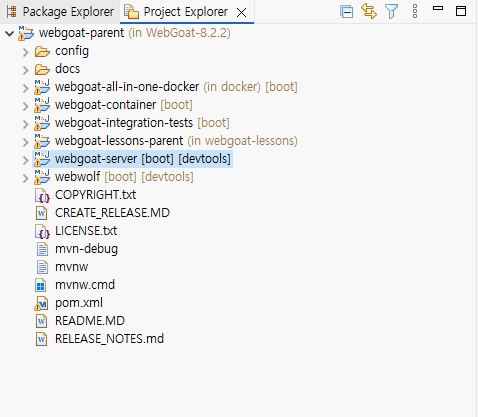 Package Explorer Project Explorer
webgoat-parent (in WebGoat-8.2.2)
config
docs
webgoat-all-in-one-docker (in docker) [boot]
webgoat-container [boot]
webgoat-integration-tests [boot]
webgoat-lessons-parent (in webgoat-lessons)
webgoat-server [boot] [devtools]
webwolf [boot] [devtools]
COPYRIGHT.txt
CREATE_RELEASE.MD
LICENSE.txt
mvn-debug
mvnw
mvnw.cmd
pom.xml
README.MD
RELEASE_NOTES.md